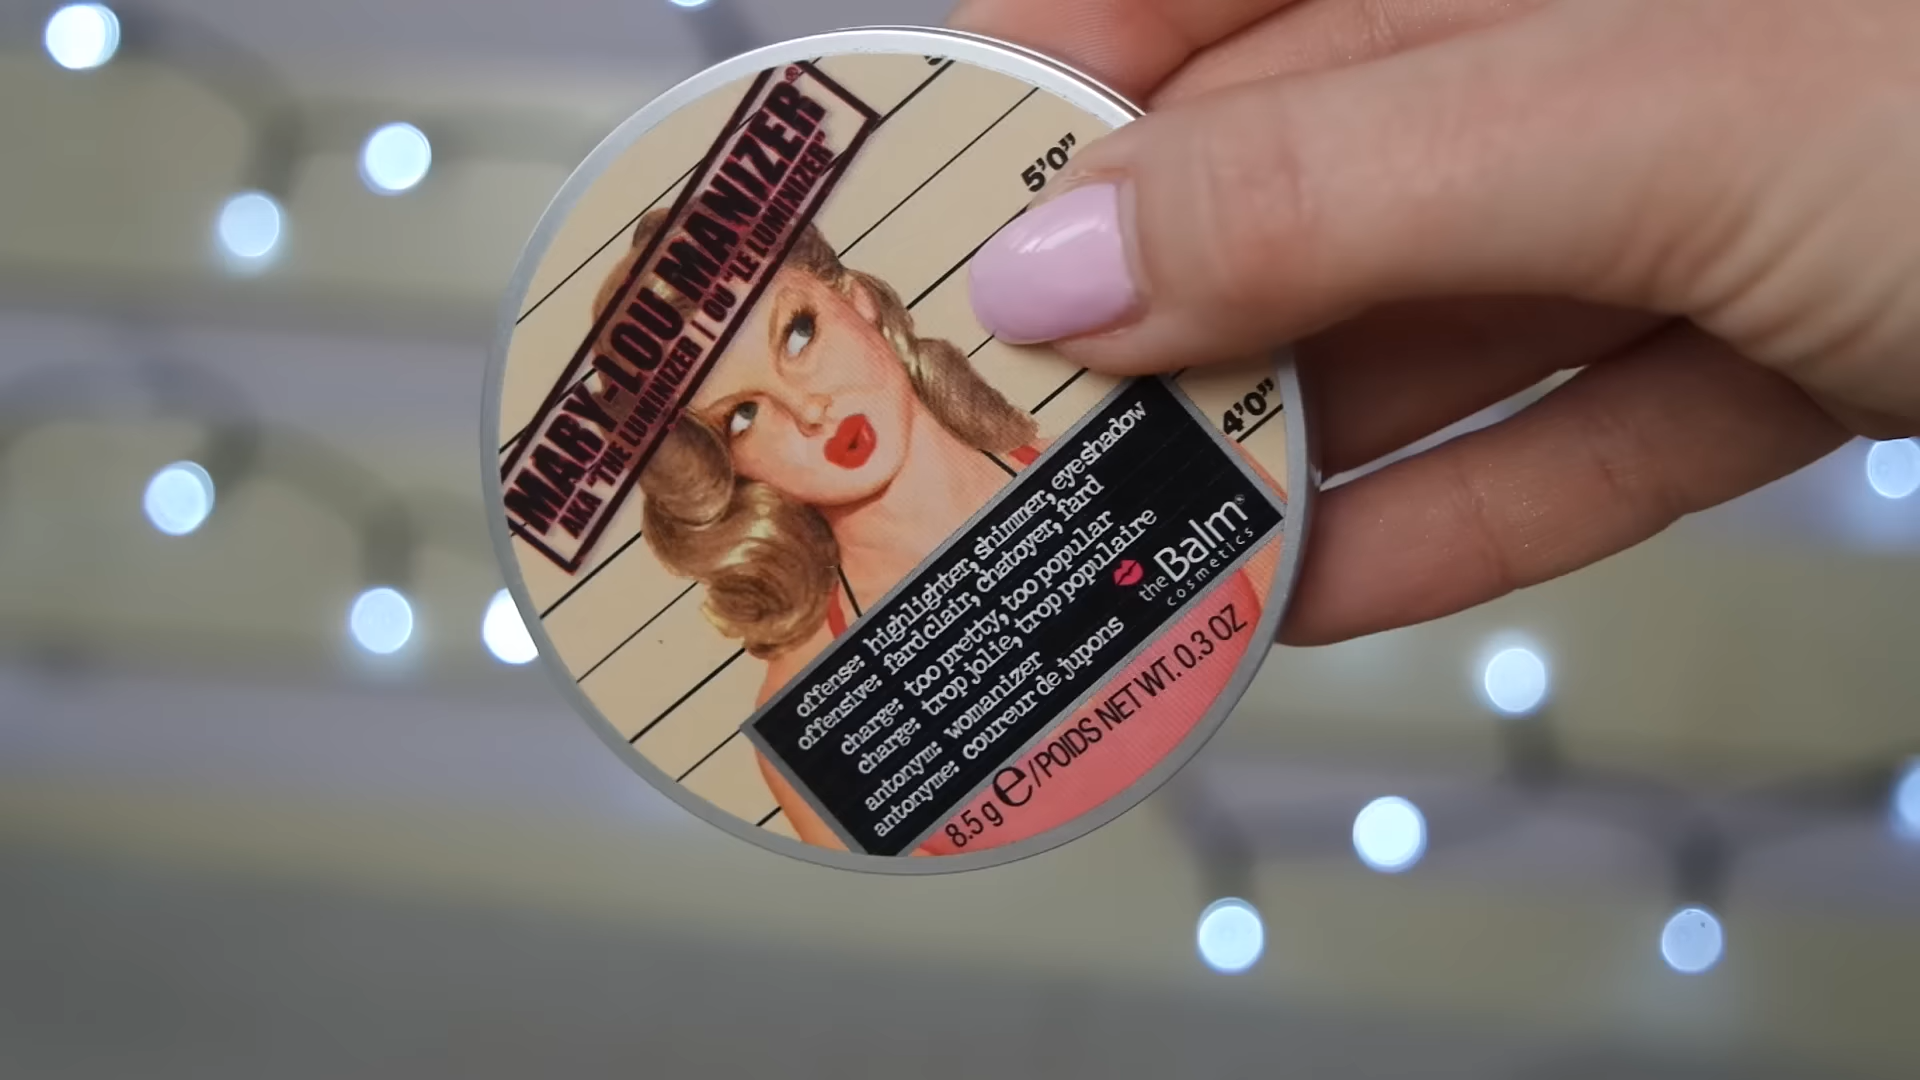 MARY-LOU MANIZER®
AKA "THE LUMINIZER" | OU "LE LUMINIZER"
5'0"
4'0"
offense: highlighter, shimmer, eyeshadow
offensive: fard clair, chatoyer, fard
charge: too pretty, too popular
charge: trop jolie, trop populaire
antonym: womanizer
antonyme: coureur de jupons
theBalm®
cosmetics
8.5 g e/POIDS NET WT. 0.3 OZ